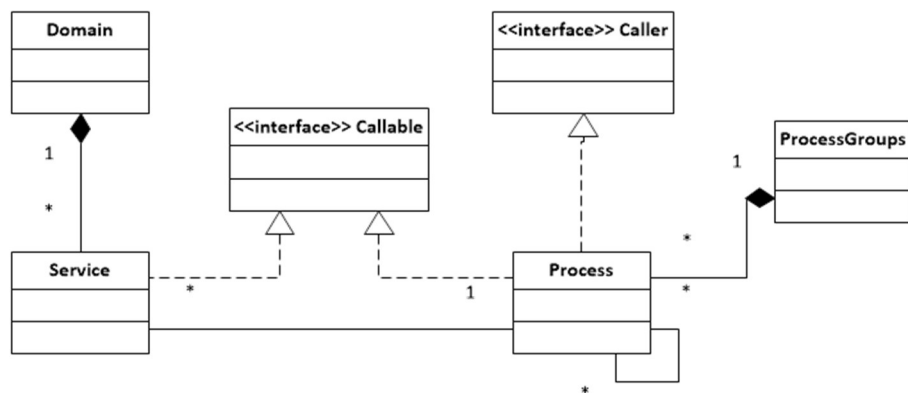 Domain
<<interface>> Caller
<<interface>> Callable
ProcessGroups
1
1
*
*
Service
Process
*
1
*
*